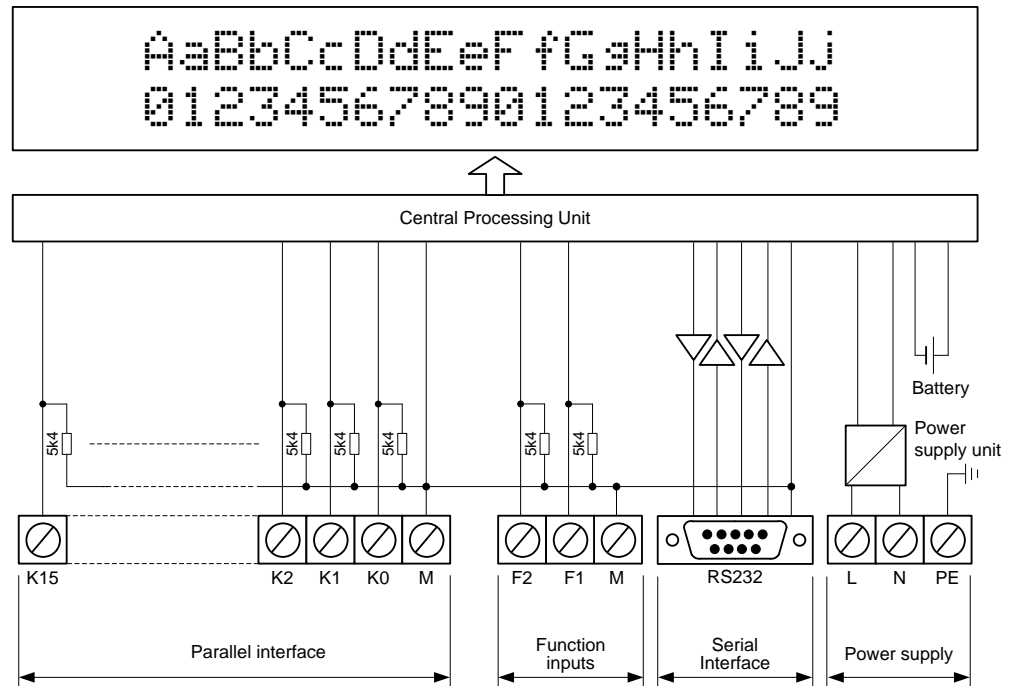 AaBbCcDdEeFfGgHhIiJj
01234567890123456789
Central Processing Unit
Battery
5k4 5k4 5k4 5k4 5k4 5k4
Power
supply unit
K15 K2 K1 K0 M F2 F1 M RS232 L N PE
Parallel interface
Function
inputs
Serial
Interface
Power supply